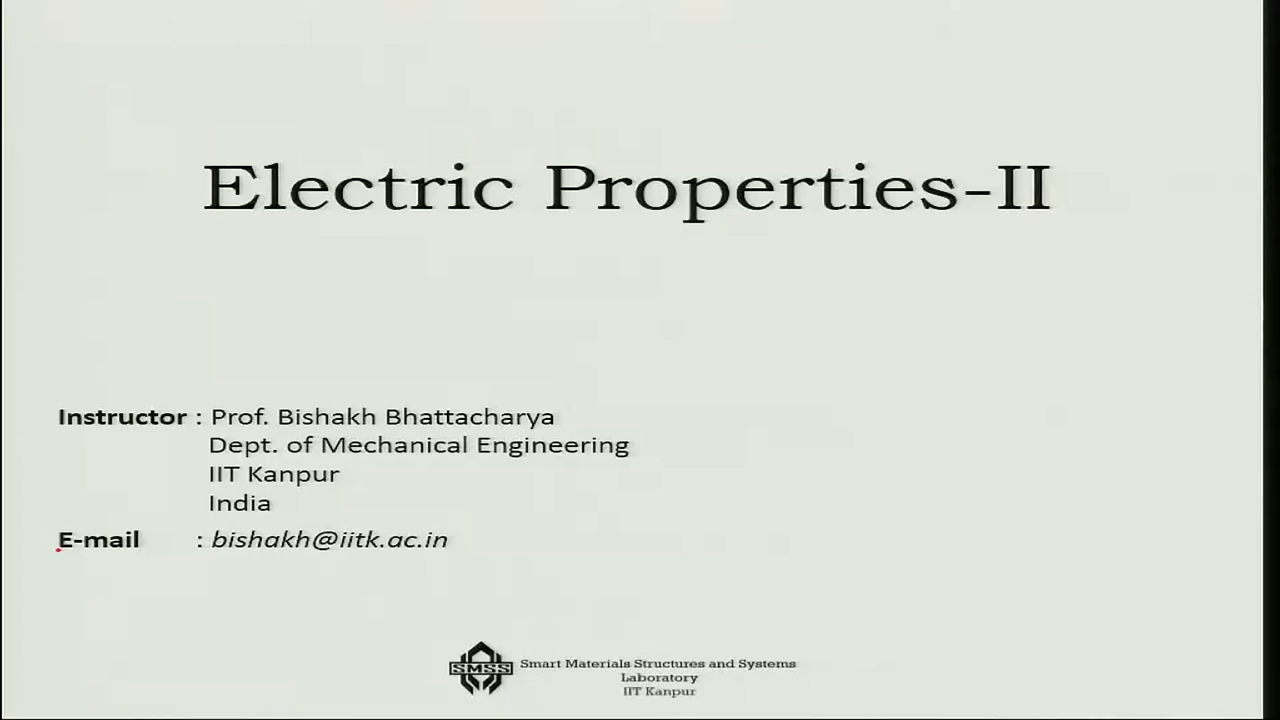 Electric Properties-II
Instructor : Prof. Bishakh Bhattacharya
Dept. of Mechanical Engineering
IIT Kanpur
India
E-mail : bishakh@iitk.ac.in
SMSS Smart Materials Structures and Systems
Laboratory
IIT Kanpur